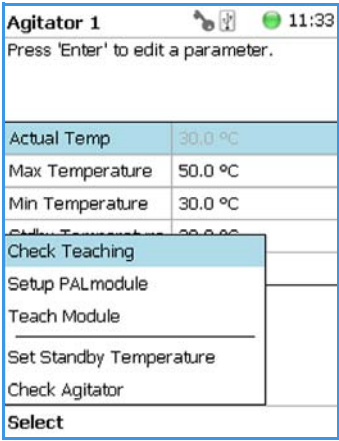 Agitator 1 11:33
Press 'Enter' to edit a parameter.
Actual Temp 30.0 °C
Max Temperature 50.0 °C
Min Temperature 30.0 °C
Check Teaching
Setup PALmodule
Teach Module
Set Standby Temperature
Check Agitator
Select